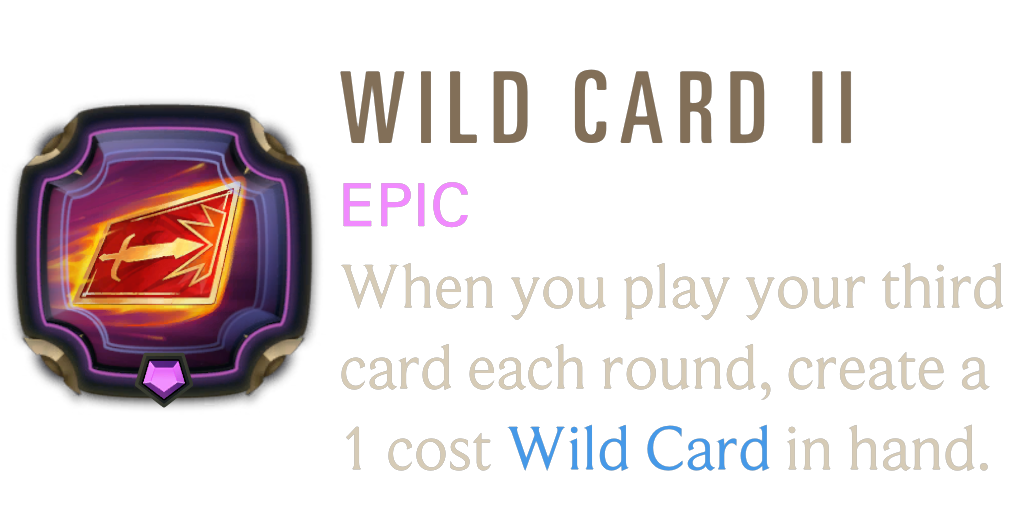 WILD CARD II
EPIC
When you play your third
card each round, create a
1 cost Wild Card in hand.